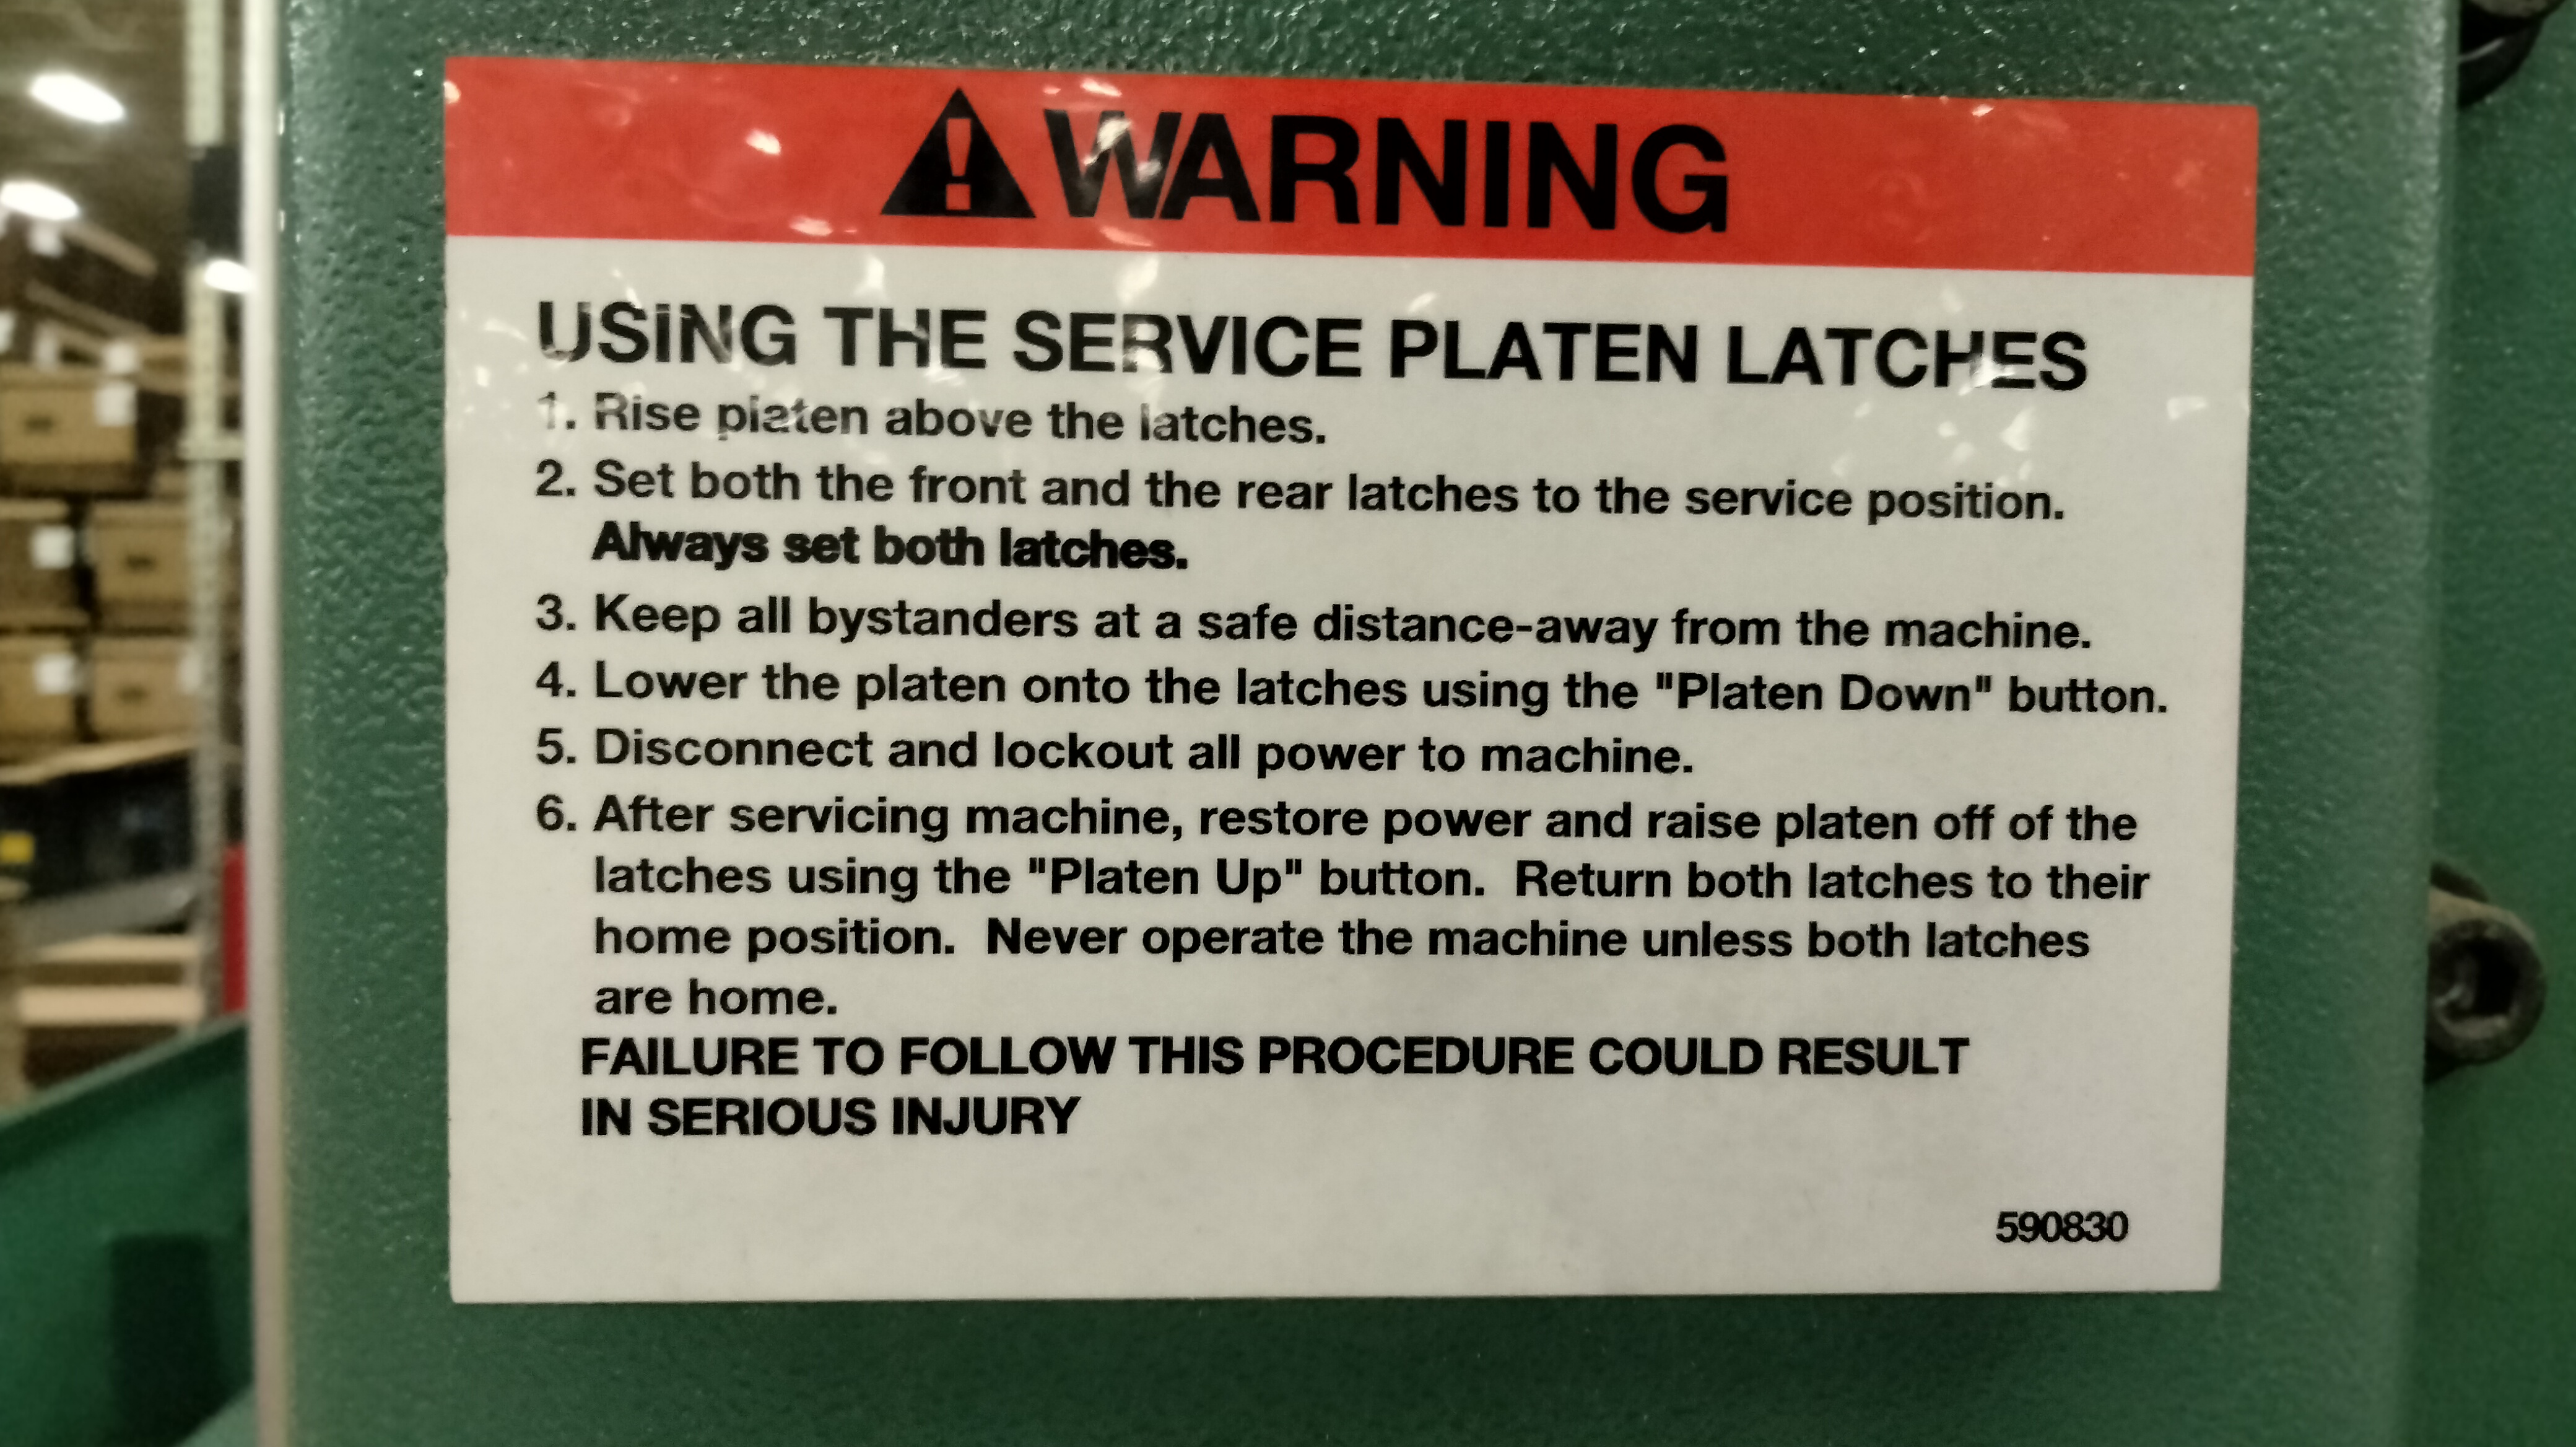 WARNING
USING THE SERVICE PLATEN LATCHES
1. Rise platen above the latches.
2. Set both the front and the rear latches to the service position.
Always set both latches.
3. Keep all bystanders at a safe distance-away from the machine.
4. Lower the platen onto the latches using the "Platen Down" button.
5. Disconnect and lockout all power to machine.
6. After servicing machine, restore power and raise platen off of the
latches using the "Platen Up" button. Return both latches to their
home position. Never operate the machine unless both latches
are home.
FAILURE TO FOLLOW THIS PROCEDURE COULD RESULT
IN SERIOUS INJURY
590830